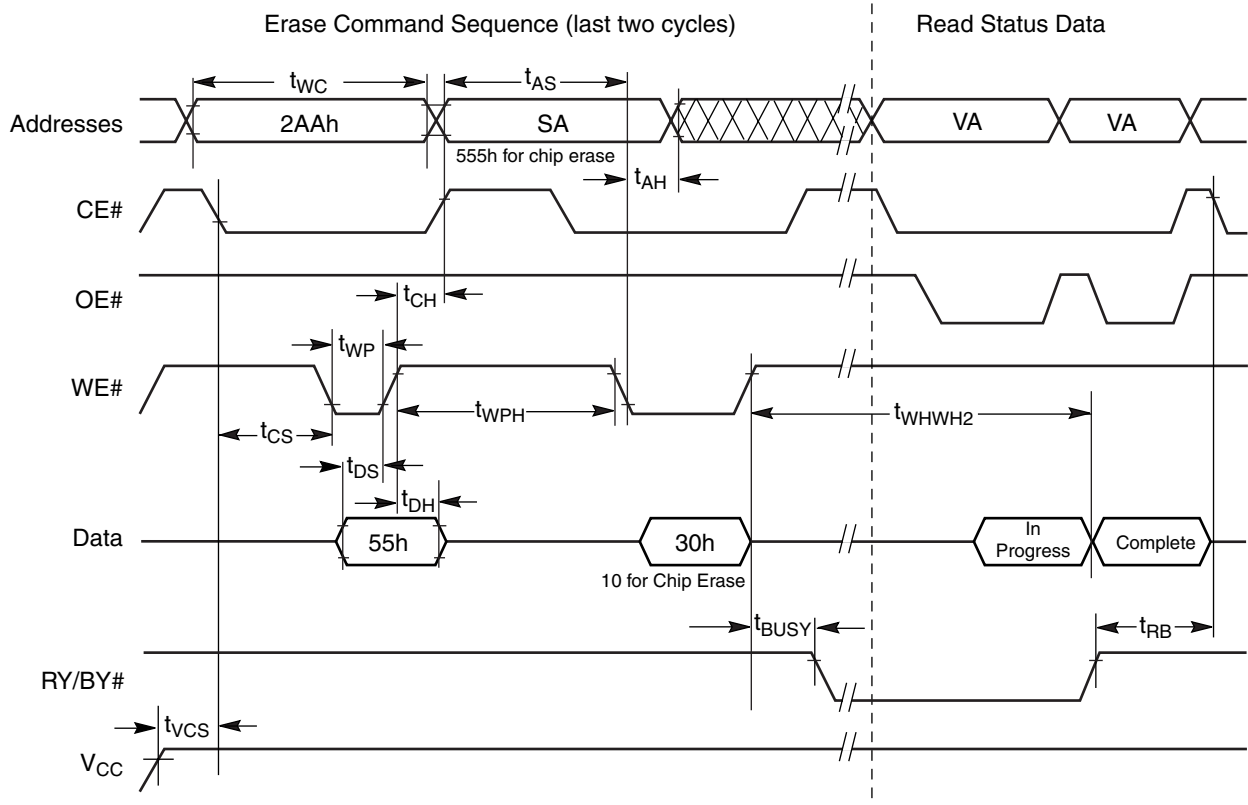 Erase Command Sequence (last two cycles)
Read Status Data
tWC
tAS
Addresses
2AAh
SA
VA
VA
555h for chip erase
tAH
CE#
OE#
tCH
tWP
WE#
tWPH
tWHWH2
tCS
tDS
tDH
Data
55h
30h
In
Progress
Complete
10 for Chip Erase
tBUSY
tRB
RY/BY#
tVCS
VCC